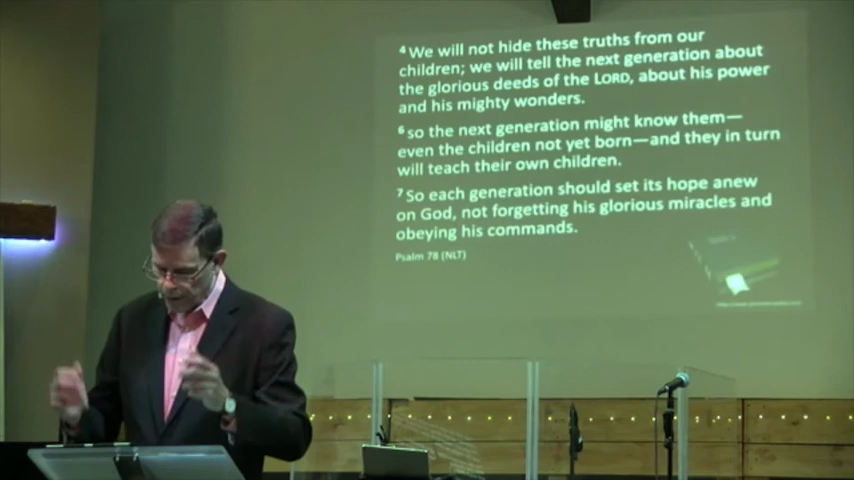 4 We will not hide these truths from our
children; we will tell the next generation about
the glorious deeds of the LORD, about his power
and his mighty wonders.
6 so the next generation might know them—
even the children not yet born—and they in turn
will teach their own children.
7 So each generation should set its hope anew
on God, not forgetting his glorious miracles and
obeying his commands.
Psalm 78 (NLT)